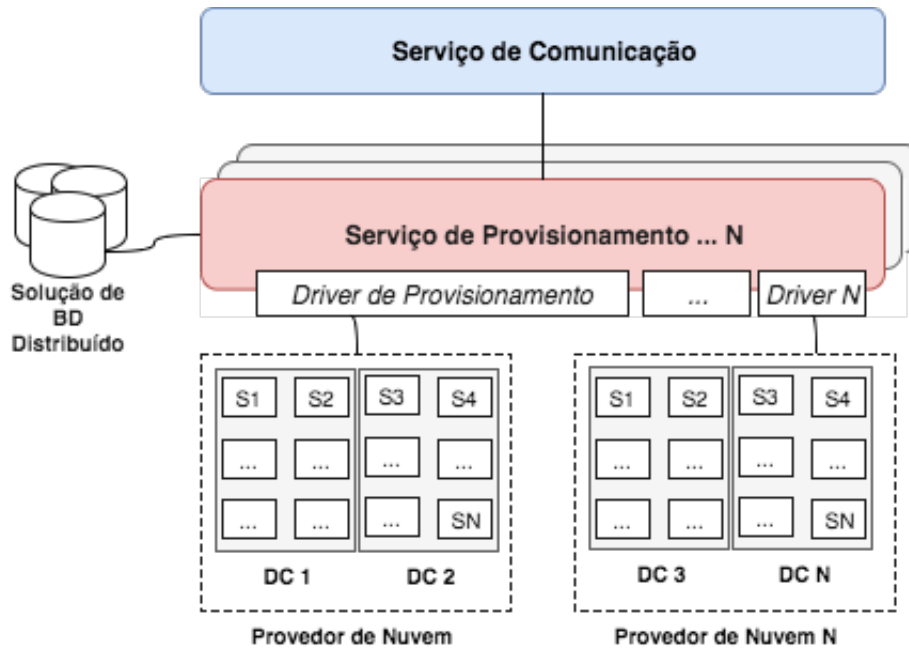 Serviço de Comunicação
Serviço de Provisionamento ... N
Solução de
BD
Distribuído
Driver de Provisionamento ... Driver N
S1 S2 S3 S4 S1 S2 S3 S4
... ... ... ... ... ... ... ...
... ... ... SN ... ... ... SN
DC 1 DC 2 DC 3 DC N
Provedor de Nuvem Provedor de Nuvem N